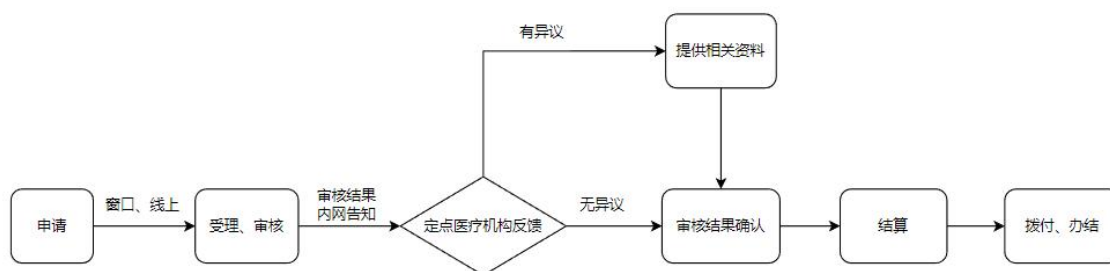 有异议
提供相关资料
申请
窗口、线上
受理、审核
审核结果
内网告知
定点医疗机构反馈
无异议
审核结果确认
结算
拨付、办结